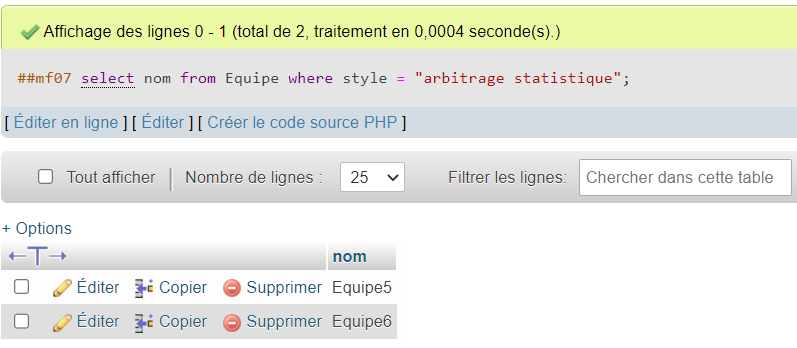 Affichage des lignes 0 - 1 (total de 2, traitement en 0,0004 seconde(s).)
##mf07 select nom from Equipe where style = "arbitrage statistique";
[ Éditer en ligne ] [ Éditer ] [ Créer le code source PHP ]
Tout afficher | Nombre de lignes : 25 Filtrer les lignes: Chercher dans cette table
+ Options
←T→ nom
Éditer Copier Supprimer Equipe5
Éditer Copier Supprimer Equipe6